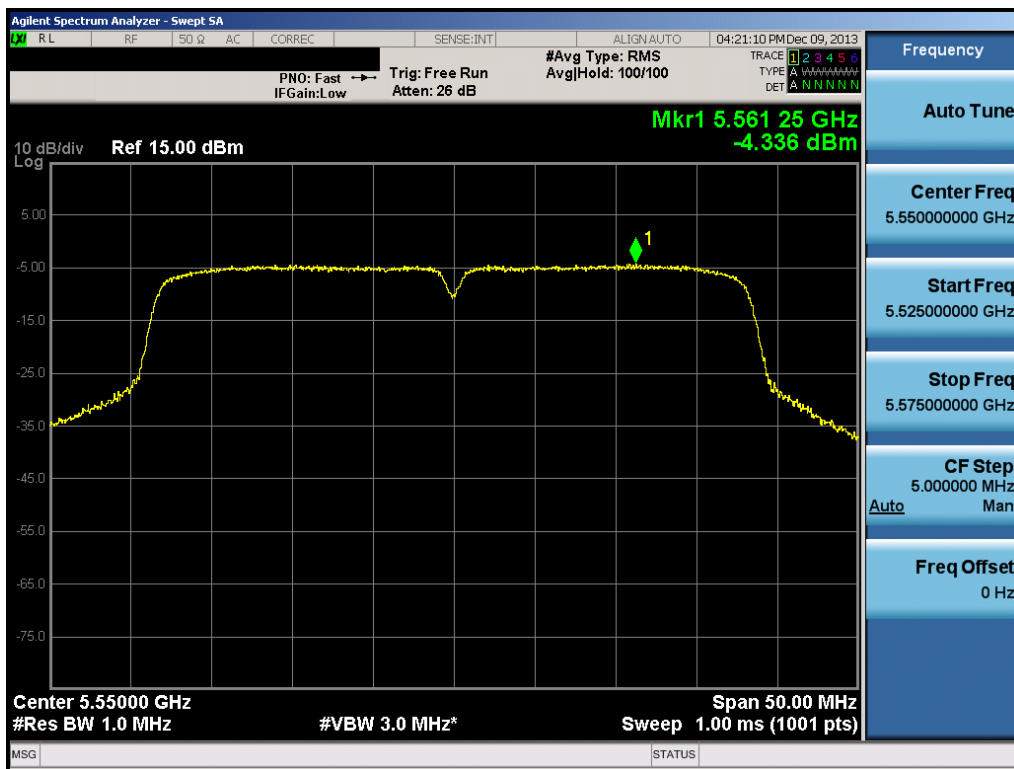 Agilent Spectrum Analyzer - Swept SA
LXI RL RF 50 Ω AC CORREC SENSE:INT ALIGN AUTO 04:21:10 PM Dec 09, 2013
PNO: Fast
IFGain:Low
Trig: Free Run
Atten: 26 dB
#Avg Type: RMS
Avg|Hold: 100/100
TRACE 1 2 3 4 5 6
TYPE A WWWWW
DET A N N N N N
Mkr1 5.561 25 GHz
-4.336 dBm
10 dB/div Ref 15.00 dBm
Log
5.00
-5.00
-15.0
-25.0
-35.0
-45.0
-55.0
-65.0
-75.0
1
Center 5.55000 GHz Span 50.00 MHz
#Res BW 1.0 MHz #VBW 3.0 MHz* Sweep 1.00 ms (1001 pts)
MSG STATUS
Frequency
Auto Tune
Center Freq
5.550000000 GHz
Start Freq
5.525000000 GHz
Stop Freq
5.575000000 GHz
CF Step
5.000000 MHz
Auto Man
Freq Offset
0 Hz